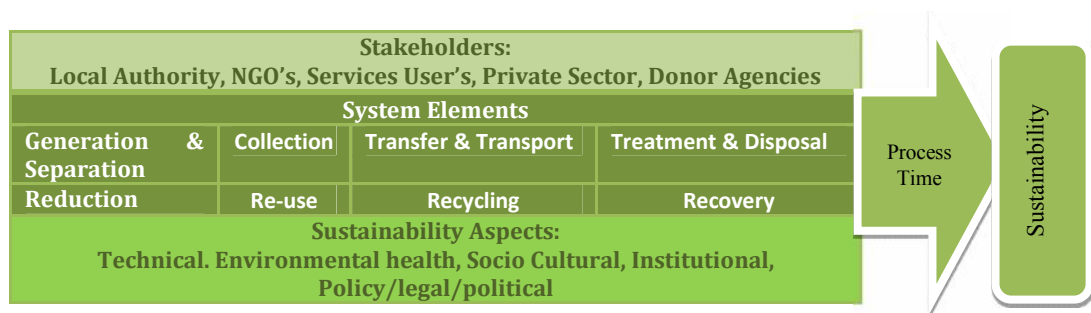 Stakeholders:
Local Authority, NGO's, Services User's, Private Sector, Donor Agencies
System Elements
Generation & Separation
Collection
Transfer & Transport
Treatment & Disposal
Reduction
Re-use
Recycling
Recovery
Sustainability Aspects:
Technical. Environmental health, Socio Cultural, Institutional,
Policy/legal/political
Process
Time
Sustainability